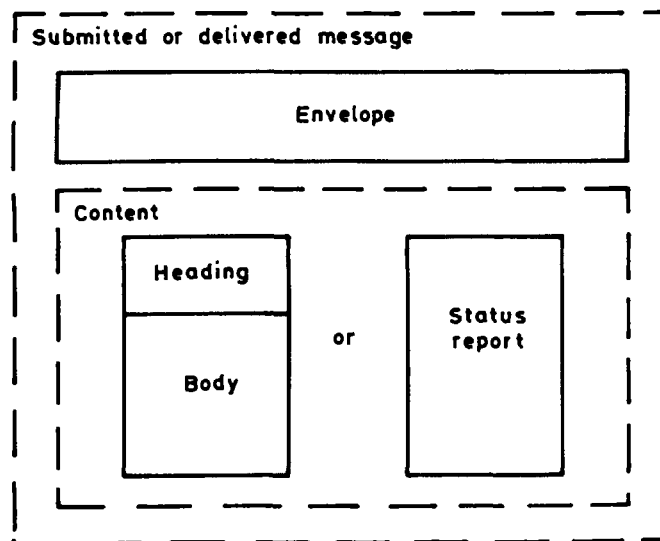 Submitted or delivered message
Envelope
Content
Heading
Body
or
Status
report